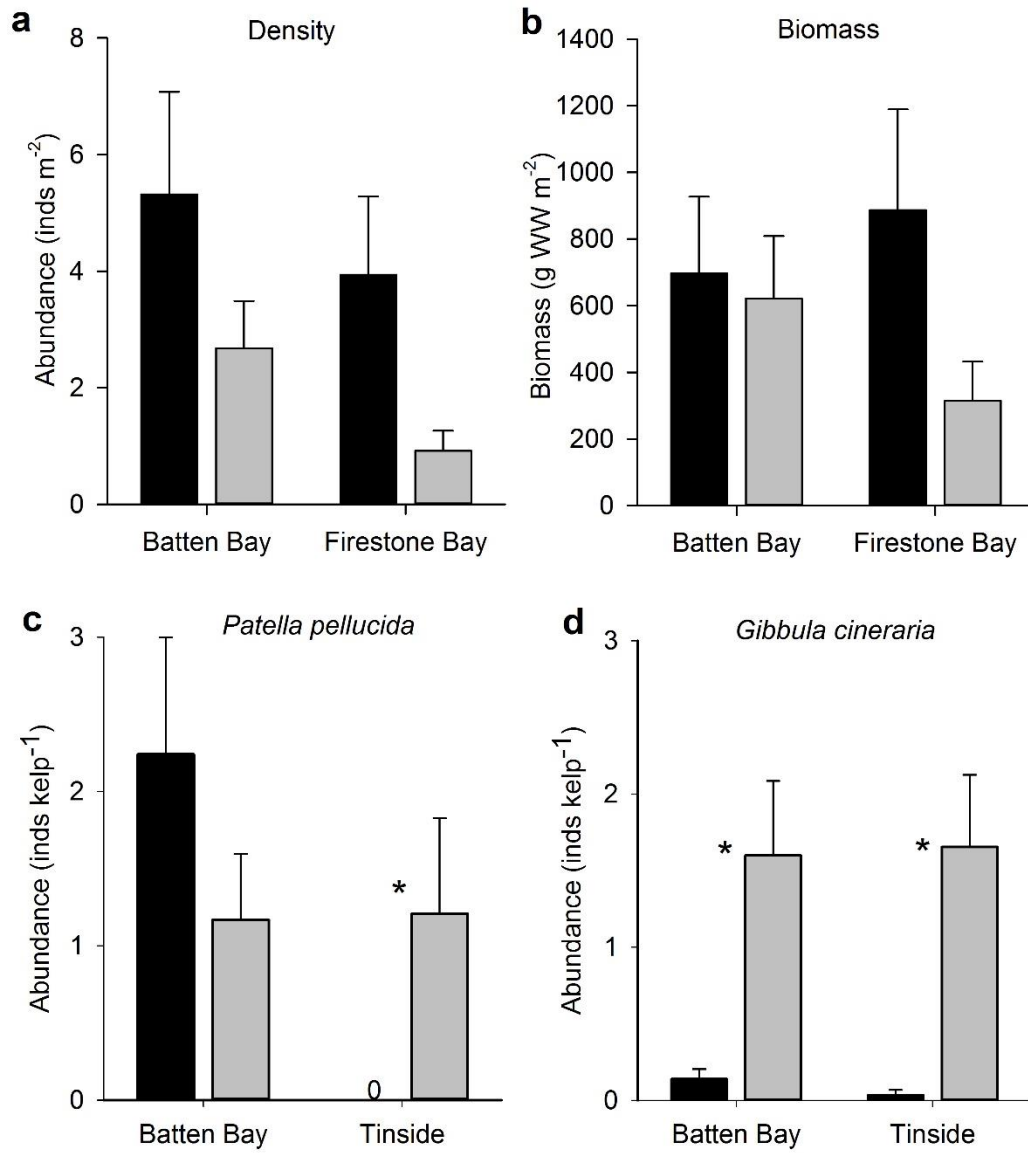 a
Density
8
6
4
2
0
Abundance (inds m⁻²)
Batten Bay Firestone Bay
b
Biomass
1400
1200
1000
800
600
400
200
0
Biomass (g WW m⁻²)
Batten Bay Firestone Bay
c
Patella pellucida
3
2
1
0
Abundance (inds kelp⁻¹)
*
0
Batten Bay Tinside
d
Gibbula cineraria
3
2
1
0
Abundance (inds kelp⁻¹)
* *
Batten Bay Tinside